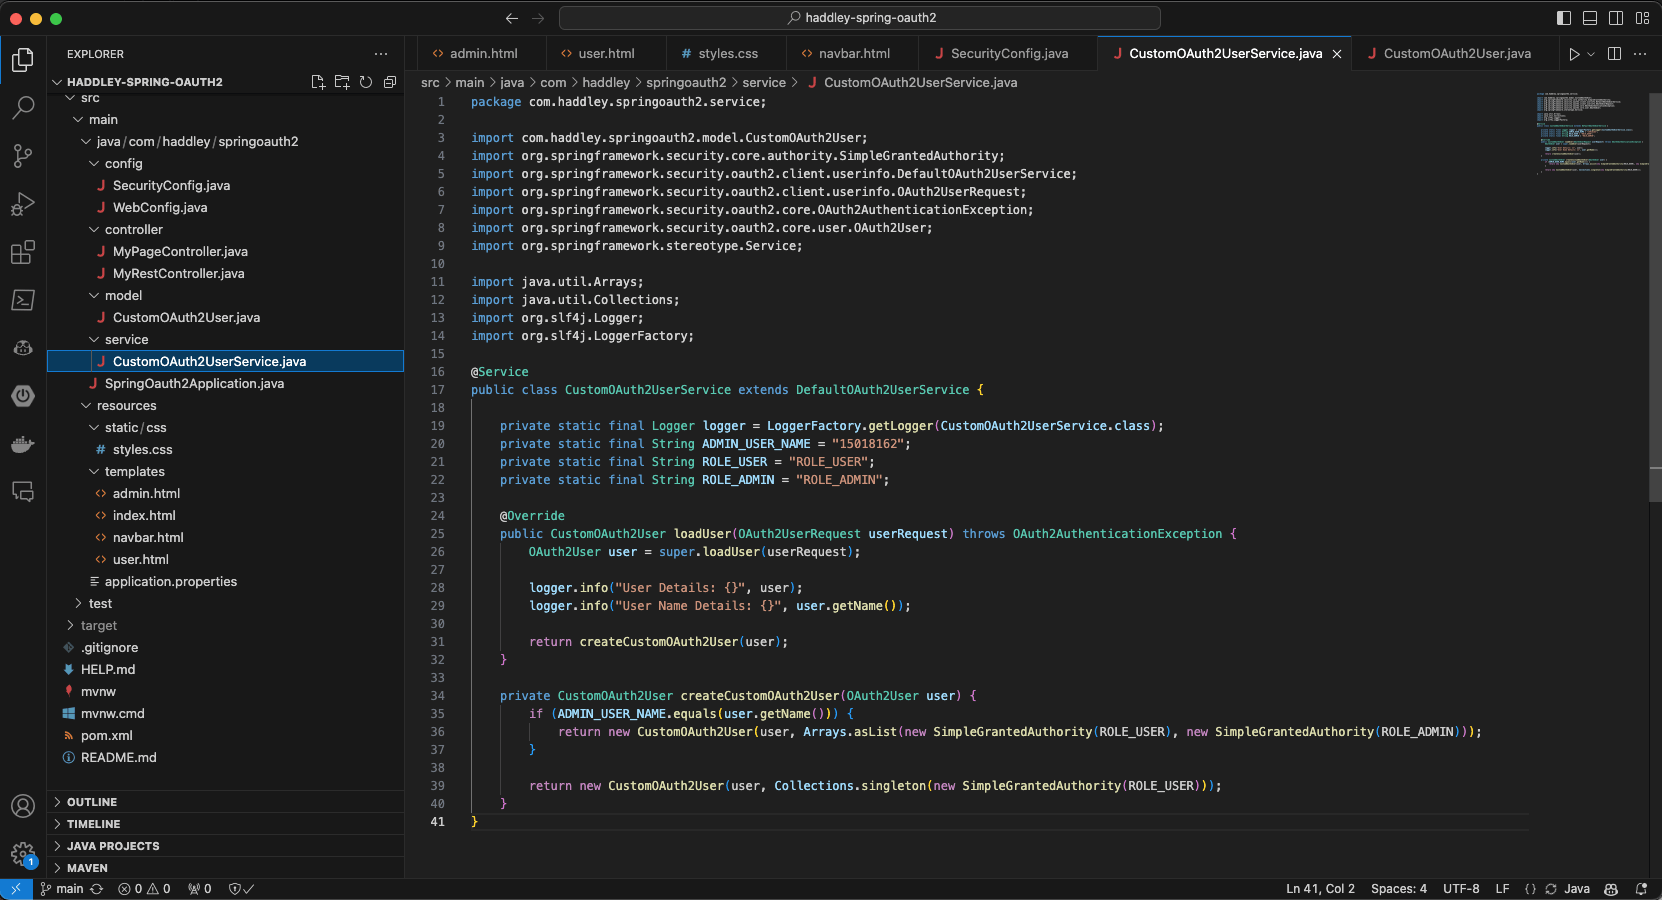 haddley-spring-oauth2
EXPLORER
HADDLEY-SPRING-OAUTH2
src
main
java/com/haddley/springoauth2
config
SecurityConfig.java
WebConfig.java
controller
MyPageController.java
MyRestController.java
model
CustomOAuth2User.java
service
CustomOAuth2UserService.java
SpringOauth2Application.java
resources
static/css
# styles.css
templates
<> admin.html
<> index.html
<> navbar.html
<> user.html
application.properties
test
target
.gitignore
HELP.md
mvnw
mvnw.cmd
pom.xml
README.md
OUTLINE
TIMELINE
JAVA PROJECTS
MAVEN
<> admin.html
<> user.html
# styles.css
<> navbar.html
J SecurityConfig.java
J CustomOAuth2UserService.java
J CustomOAuth2User.java
src > main > java > com > haddley > springoauth2 > service > J CustomOAuth2UserService.java
1 package com.haddley.springoauth2.service;
2
3 import com.haddley.springoauth2.model.CustomOAuth2User;
4 import org.springframework.security.core.authority.SimpleGrantedAuthority;
5 import org.springframework.security.oauth2.client.userinfo.DefaultOAuth2UserService;
6 import org.springframework.security.oauth2.client.userinfo.OAuth2UserRequest;
7 import org.springframework.security.oauth2.core.OAuth2AuthenticationException;
8 import org.springframework.security.oauth2.core.user.OAuth2User;
9 import org.springframework.stereotype.Service;
10
11 import java.util.Arrays;
12 import java.util.Collections;
13 import org.slf4j.Logger;
14 import org.slf4j.LoggerFactory;
15
16 @Service
17 public class CustomOAuth2UserService extends DefaultOAuth2UserService {
18
19 private static final Logger logger = LoggerFactory.getLogger(CustomOAuth2UserService.class);
20 private static final String ADMIN_USER_NAME = "15018162";
21 private static final String ROLE_USER = "ROLE_USER";
22 private static final String ROLE_ADMIN = "ROLE_ADMIN";
23
24 @Override
25 public CustomOAuth2User loadUser(OAuth2UserRequest userRequest) throws OAuth2AuthenticationException {
26 OAuth2User user = super.loadUser(userRequest);
27
28 logger.info("User Details: {}", user);
29 logger.info("User Name Details: {}", user.getName());
30
31 return createCustomOAuth2User(user);
32 }
33
34 private CustomOAuth2User createCustomOAuth2User(OAuth2User user) {
35 if (ADMIN_USER_NAME.equals(user.getName())) {
36 return new CustomOAuth2User(user, Arrays.asList(new SimpleGrantedAuthority(ROLE_USER), new SimpleGrantedAuthority(ROLE_ADMIN)));
37 }
38
39 return new CustomOAuth2User(user, Collections.singleton(new SimpleGrantedAuthority(ROLE_USER)));
40 }
41 }
1
main
0 0
0
Ln 41, Col 2
Spaces: 4
UTF-8
LF
{} Java